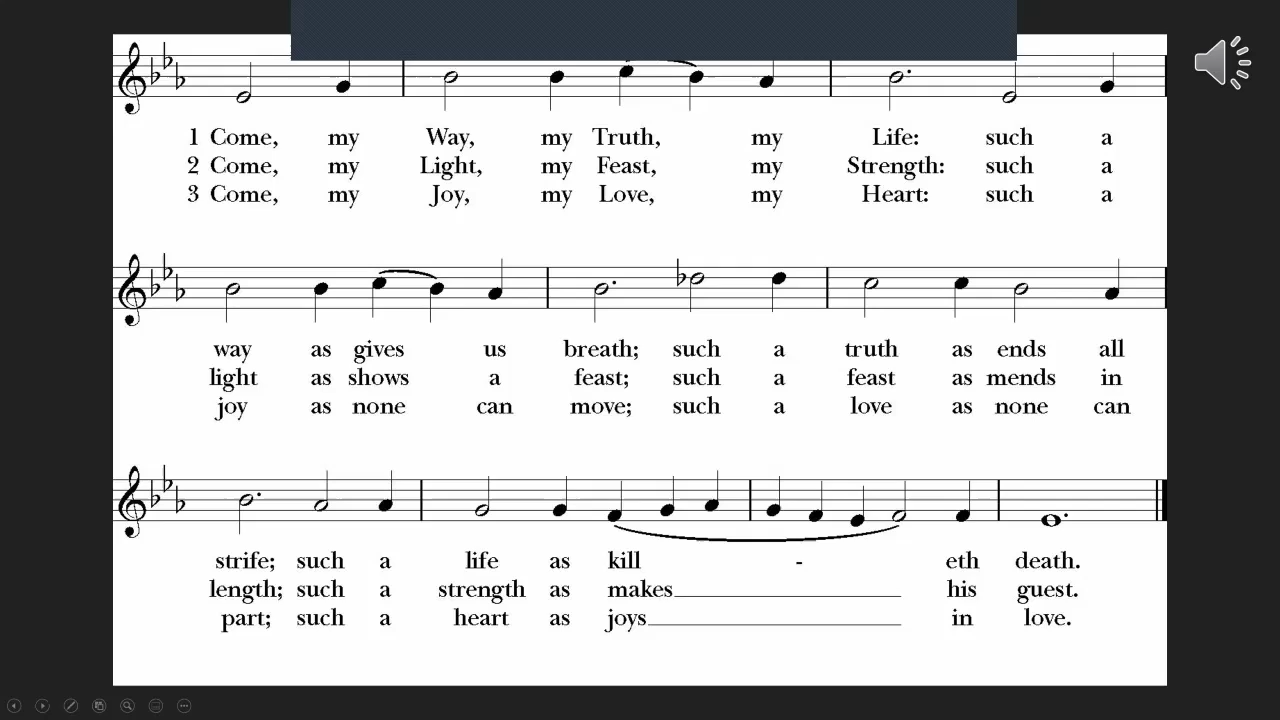 1 Come, my Way, my Truth, my Life: such a
2 Come, my Light, my Feast, my Strength: such a
3 Come, my Joy, my Love, my Heart: such a
way as gives us breath; such a truth as ends all
light as shows a feast; such a feast as mends in
joy as none can move; such a love as none can
strife; such a life as kill - eth death.
length; such a strength as makes his guest.
part; such a heart as joys in love.